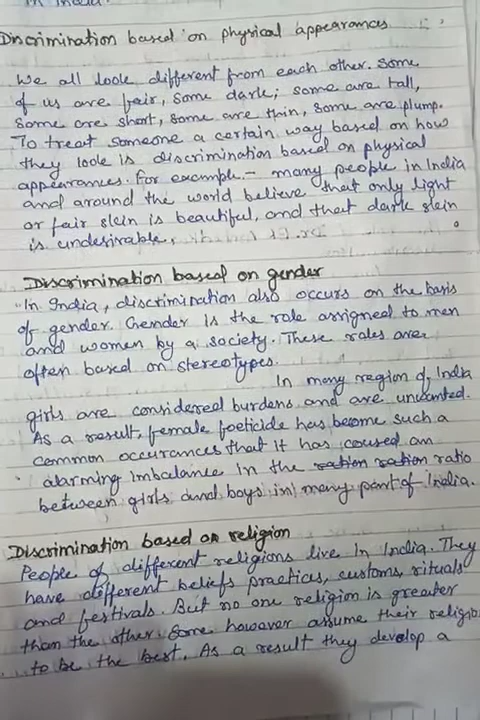 in India.
Discrimination based on physical appearances
We all look different from each other. Some
of us are fair, some dark; some are tall,
some are short, some are thin, some are plump.
To treat someone a certain way based on how
they look is discrimination based on physical
appearances. For example - many people in India
and around the world believe that only light
or fair skin is beautiful, and that dark skin
is undesirable.
Discrimination based on gender
In India, discrimination also occurs on the basis
of gender. Gender is the role assigned to men
and women by a society. These roles are
often based on stereotypes.
In many region of India
girls are considered burdens and are unwanted.
As a result, female foeticide has become such a
common occurances that it has coused an
alarming imbalance in the ration ration ratio
between girls and boys in many part of India.
Discrimination based on religion
People of different religions live in India. They
have different beliefs practices, customs, rituals
and festivals. But no one religion is greater
than the other. Some however assume their religion
to be the best. As a result they develop a